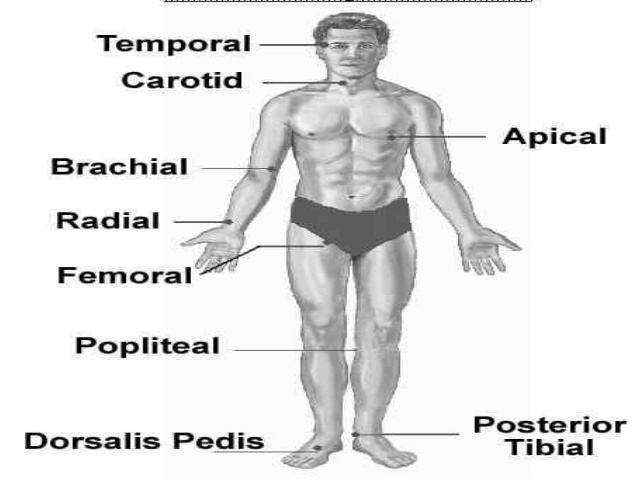 Temporal
Carotid
Apical
Brachial
Radial
Femoral
Popliteal
Posterior
Tibial
Dorsalis Pedis